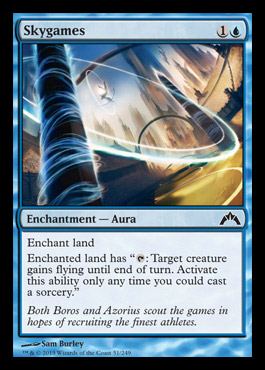 Skygames 1
Enchantment — Aura
Enchant land
Enchanted land has “: Target creature
gains flying until end of turn. Activate
this ability only any time you could cast
a sorcery.”
Both Boros and Azorius scout the games in
hopes of recruiting the finest athletes.
Sam Burley
™ & © 2013 Wizards of the Coast 51/249